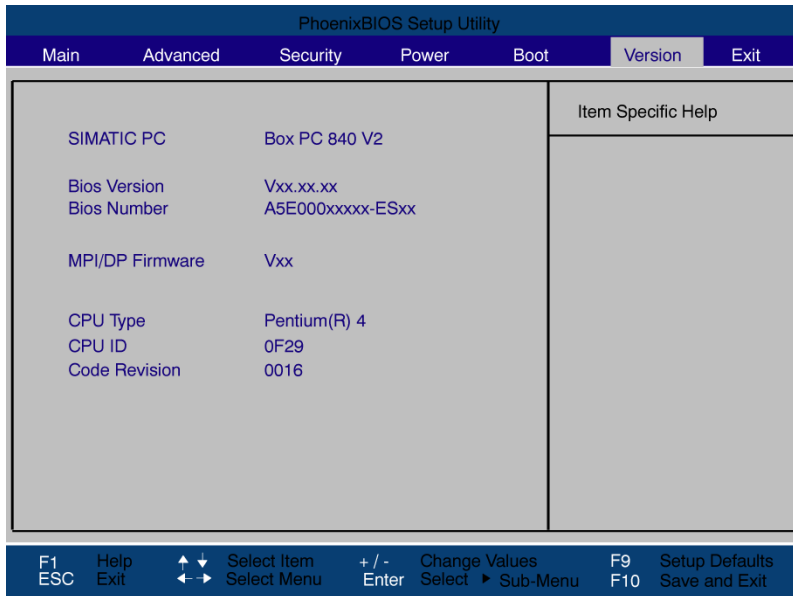 PhoenixBIOS Setup Utility
Main Advanced Security Power Boot Version Exit
Item Specific Help
SIMATIC PC Box PC 840 V2
Bios Version Vxx.xx.xx
Bios Number A5E000xxxxx-ESxx
MPI/DP Firmware Vxx
CPU Type Pentium(R) 4
CPU ID 0F29
Code Revision 0016
F1 Help Select Item + / - Change Values F9 Setup Defaults
ESC Exit Select Menu Enter Select Sub-Menu F10 Save and Exit